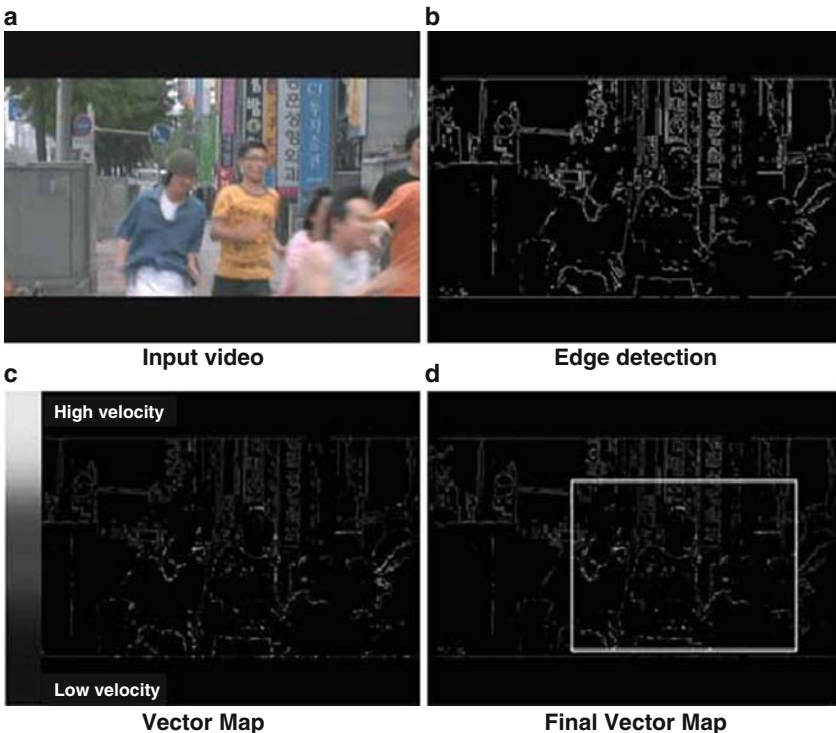 a
b
Input video
Edge detection
c
d
High velocity
Low velocity
Vector Map
Final Vector Map